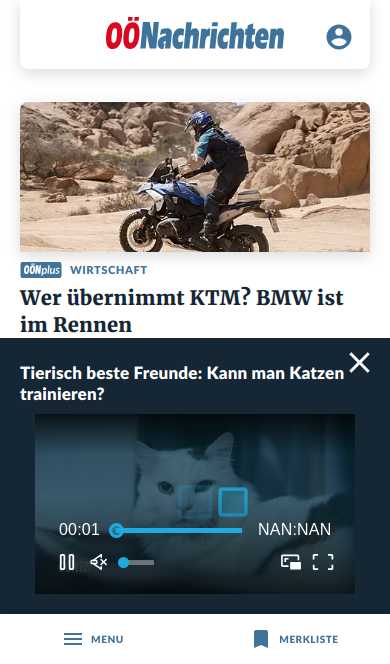 OÖNachrichten
OÖNplus WIRTSCHAFT
Wer übernimmt KTM? BMW ist
im Rennen
Tierisch beste Freunde: Kann man Katzen
trainieren?
00:01 NAN:NAN
MENU MERKLISTE